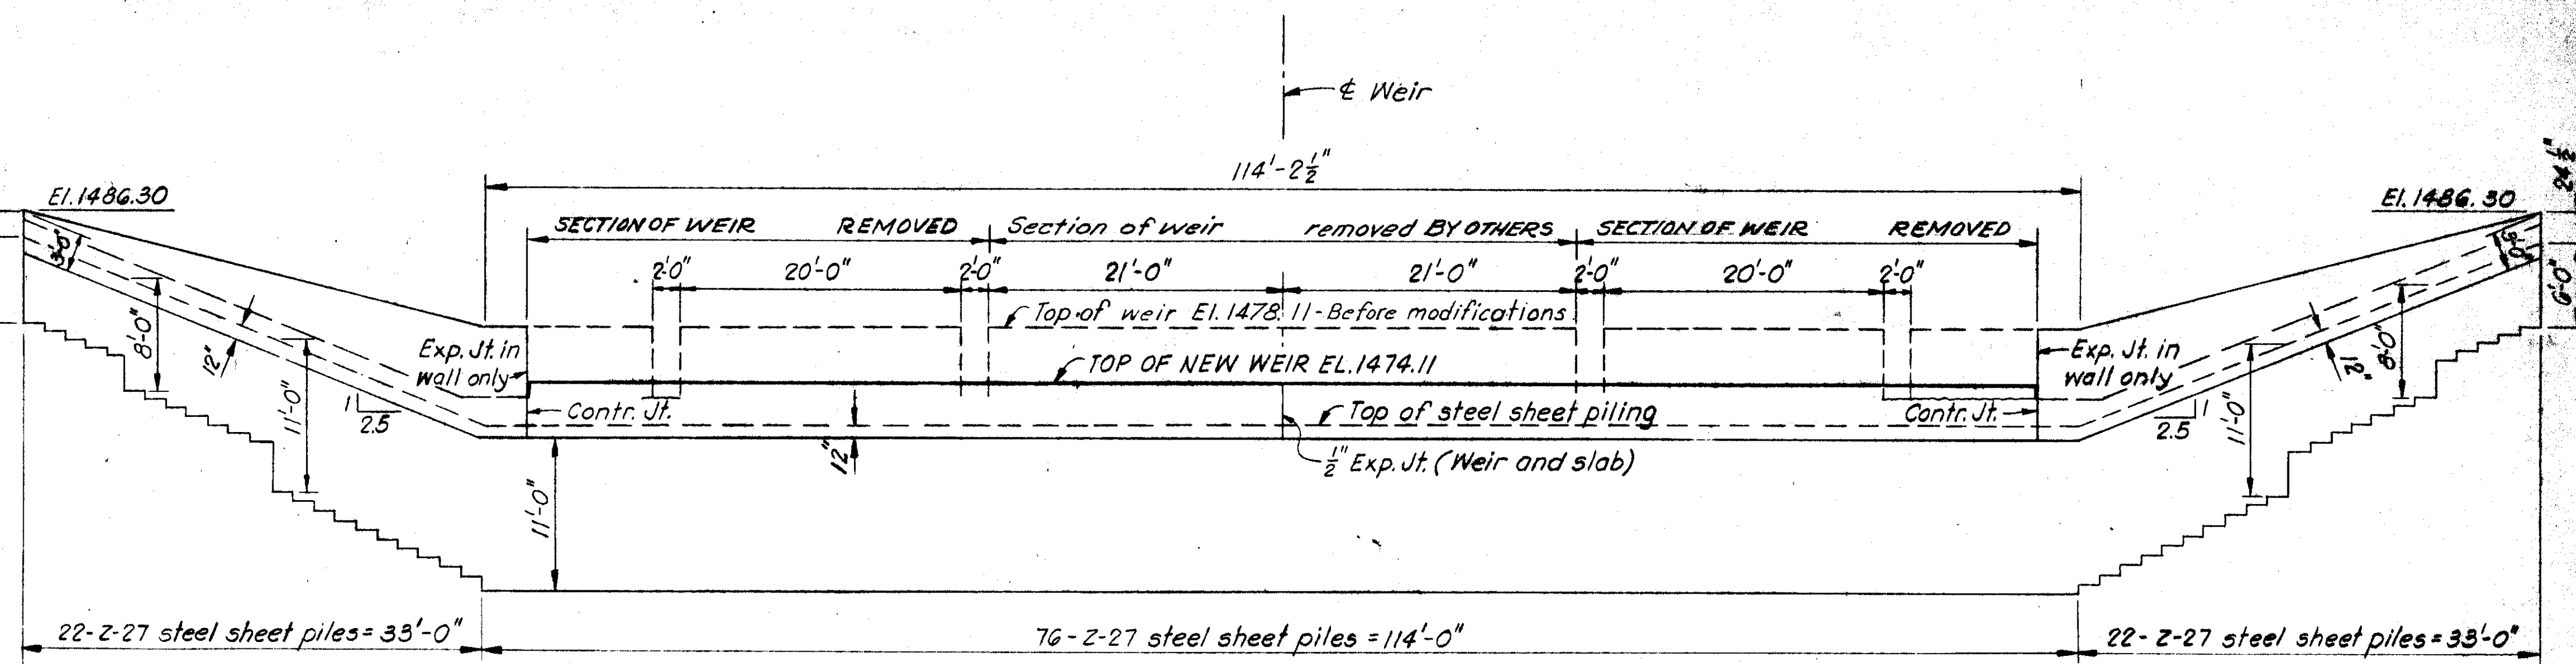 ℄ Weir
114'-2½"
El. 1486.30
El. 1486.30
24½"
SECTION OF WEIR REMOVED
Section of weir removed BY OTHERS
SECTION OF WEIR REMOVED
2'-0" 20'-0" 2'-0" 21'-0" 21'-0" 2'-0" 20'-0" 2'-0"
3'-0"
3'-0"
6'-0"
Top of weir El. 1478.11-Before modifications
8'-0"
12"
Exp. Jt. in
wall only
TOP OF NEW WEIR EL. 1474.11
Exp. Jt. in
wall only
12"
8'-0"
11'-0"
1
2.5
Contr. Jt.
Top of steel sheet piling
Contr. Jt.
1
2.5
11'-0"
12"
½" Exp. Jt. (Weir and slab)
11'-0"
22-Z-27 steel sheet piles=33'-0"
76-Z-27 steel sheet piles=114'-0"
22-Z-27 steel sheet piles=33'-0"